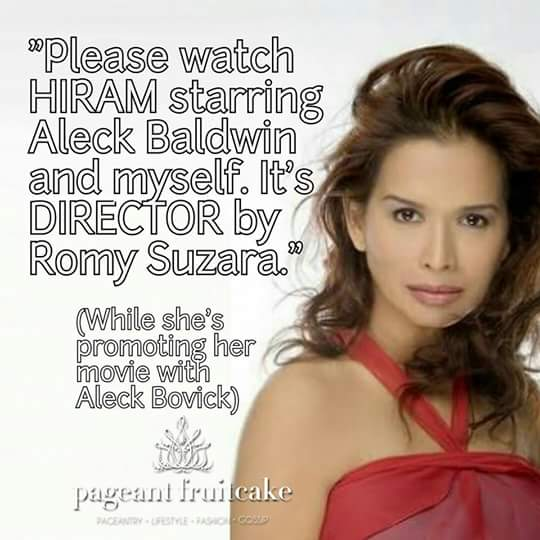 "Please watch
HIRAM starring
Aleck Baldwin
and myself. It's
DIRECTOR by
Romy Suzara."
(While she's
promoting her
movie with
Aleck Bovick)
pageant fruitcake
PAGEANTRY - LIFESTYLE - FASHION - GOSSIP